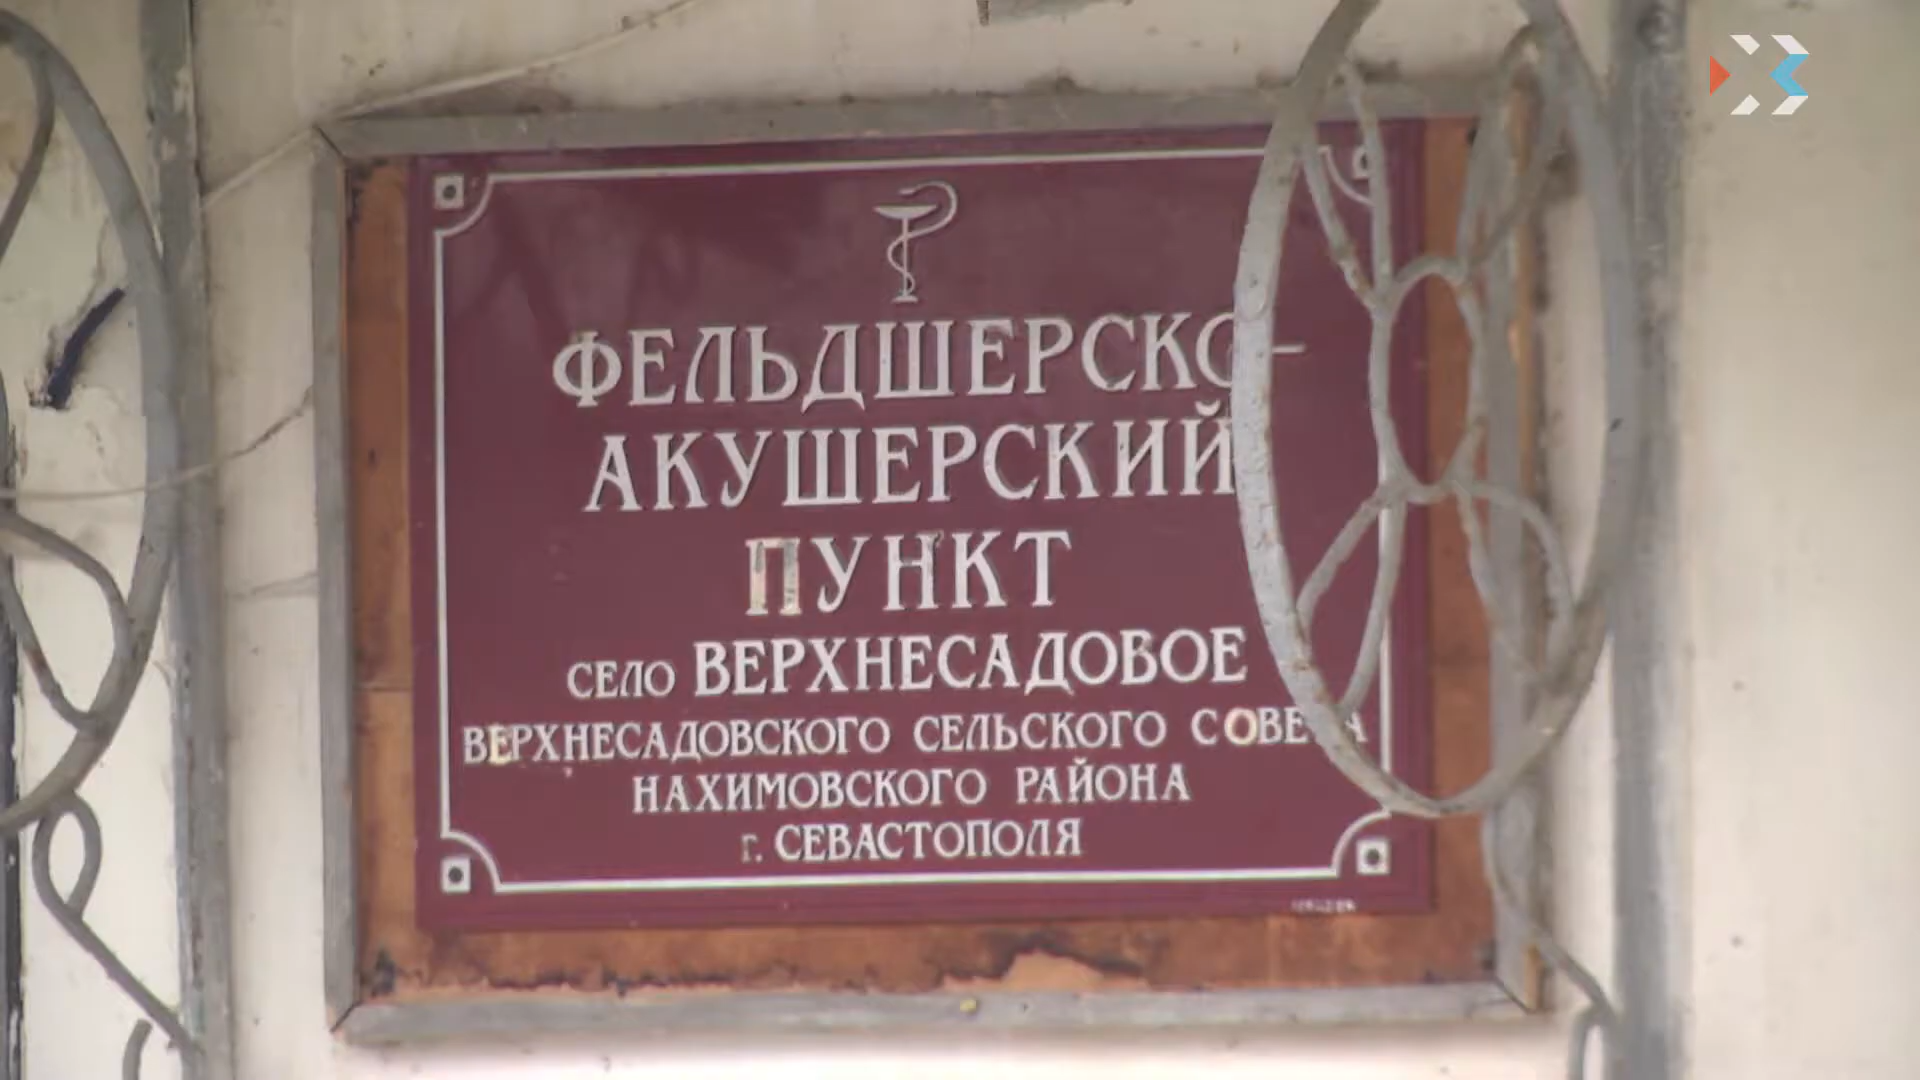 ФЕЛЬДШЕРСКО-
АКУШЕРСКИЙ
ПУНКТ
СЕЛО ВЕРХНЕСАДОВОЕ
ВЕРХНЕСАДОВСКОГО СЕЛЬСКОГО СОВЕТА
НАХИМОВСКОГО РАЙОНА
г. СЕВАСТОПОЛЯ